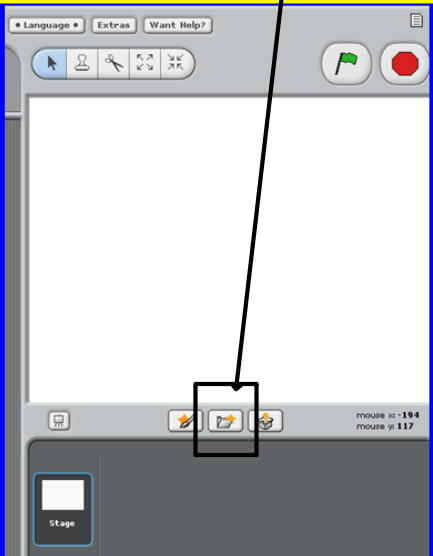 • Language • Extras Want Help?
mouse x: -194
mouse y: 117
Stage